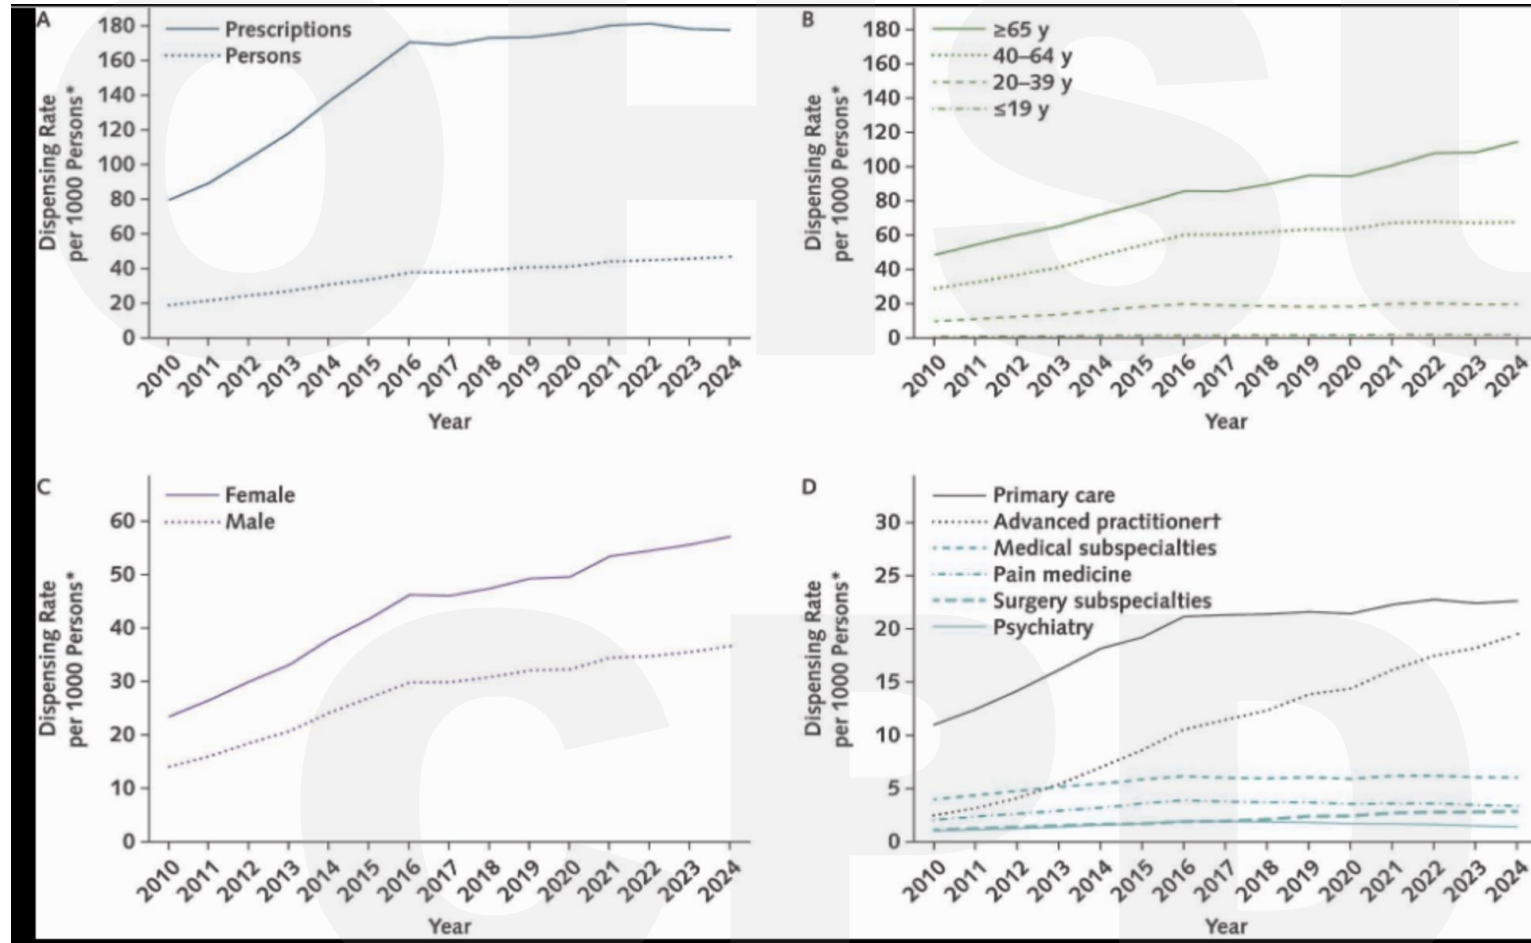 A
180
160
140
120
100
80
60
40
20
0
Dispensing Rate
per 1000 Persons*
Prescriptions
Persons
2010 2011 2012 2013 2014 2015 2016 2017 2018 2019 2020 2021 2022 2023 2024
Year
B
180
160
140
120
100
80
60
40
20
0
Dispensing Rate
per 1000 Persons*
≥65 y
40–64 y
20–39 y
≤19 y
2010 2011 2012 2013 2014 2015 2016 2017 2018 2019 2020 2021 2022 2023 2024
Year
C
60
50
40
30
20
10
0
Dispensing Rate
per 1000 Persons*
Female
Male
2010 2011 2012 2013 2014 2015 2016 2017 2018 2019 2020 2021 2022 2023 2024
Year
D
30
25
20
15
10
5
0
Dispensing Rate
per 1000 Persons*
Primary care
Advanced practitioner†
Medical subspecialties
Pain medicine
Surgery subspecialties
Psychiatry
2010 2011 2012 2013 2014 2015 2016 2017 2018 2019 2020 2021 2022 2023 2024
Year
OHSU
CPD